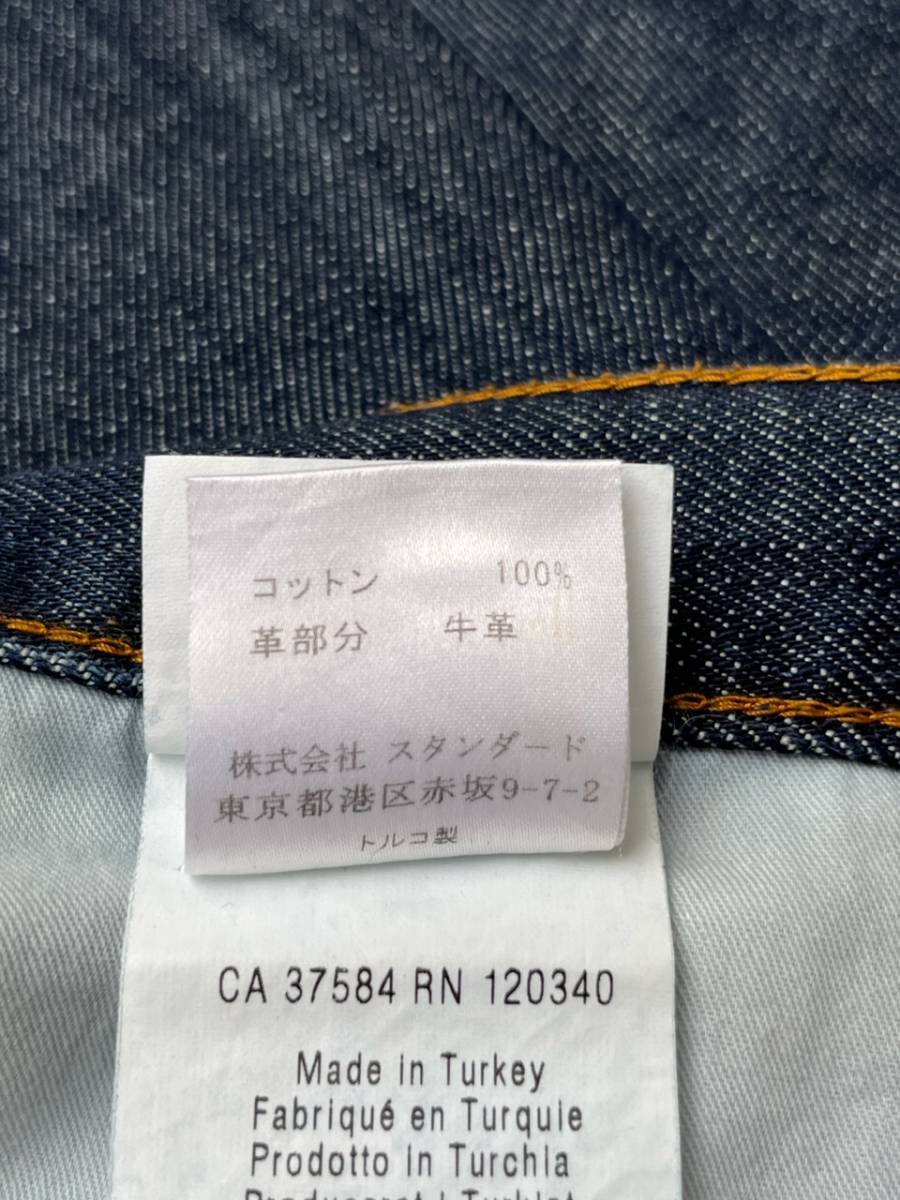 コットン 100%
革部分 牛革
株式会社 スタンダード
東京都港区赤坂9-7-2
トルコ製
CA 37584 RN 120340
Made in Turkey
Fabriqué en Turquie
Prodotto in Turchia
Producerat i Turkiet